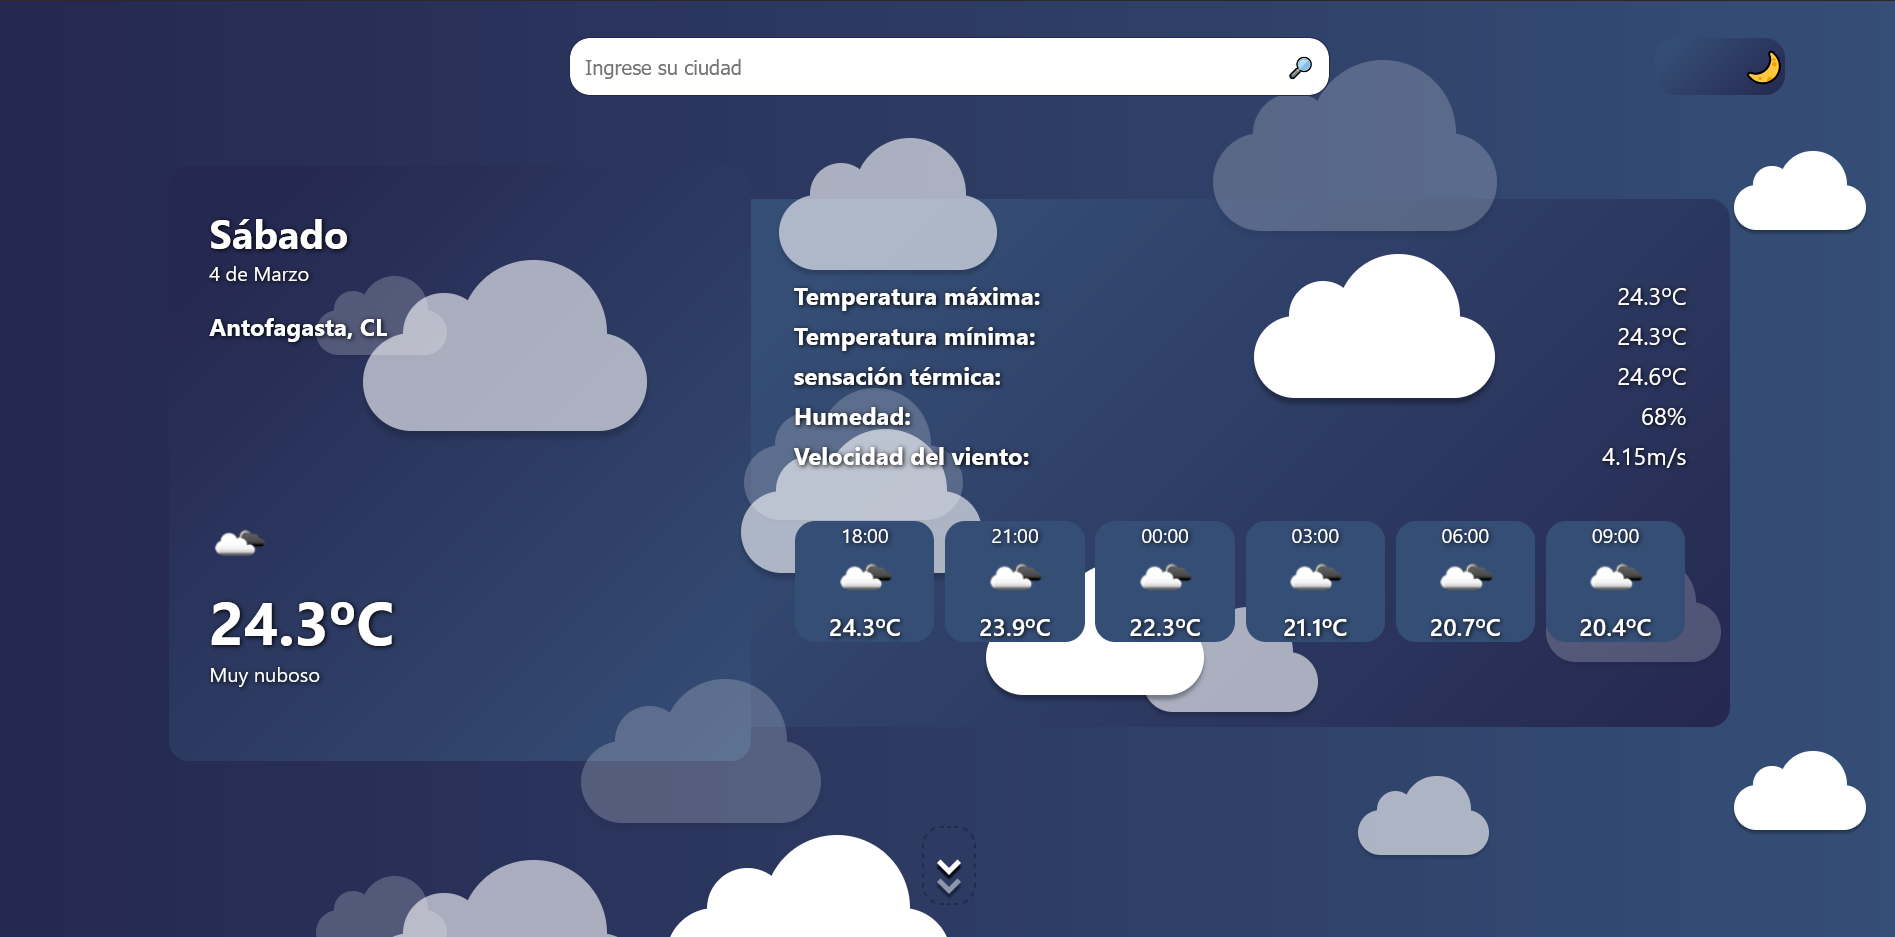 Ingrese su ciudad
Sábado
4 de Marzo
Antofagasta, CL
24.3ºC
Muy nuboso
Temperatura máxima: 24.3ºC
Temperatura mínima: 24.3ºC
sensación térmica: 24.6ºC
Humedad: 68%
Velocidad del viento: 4.15m/s
18:00 21:00 00:00 03:00 06:00 09:00
24.3ºC 23.9ºC 22.3ºC 21.1ºC 20.7ºC 20.4ºC